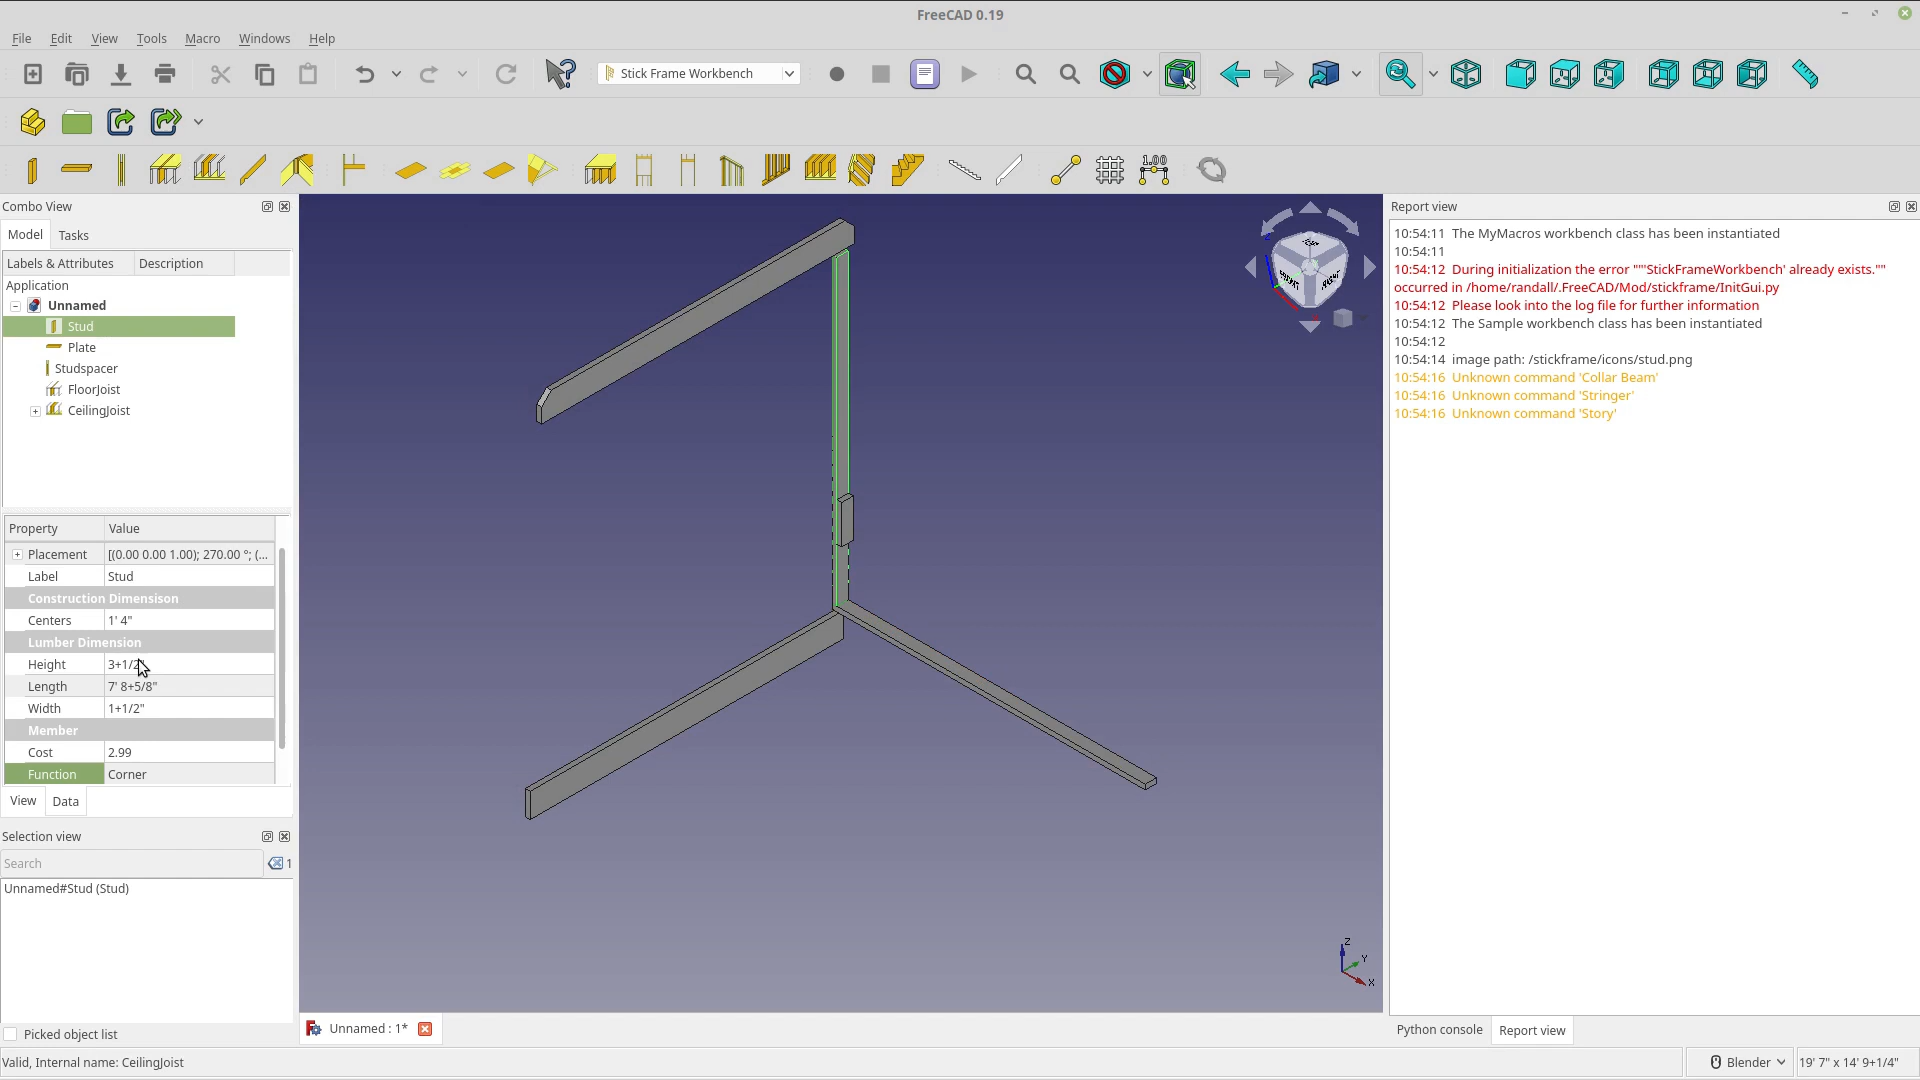 FreeCAD 0.19
File Edit View Tools Macro Windows Help
Stick Frame Workbench
1.00
Combo View
Model Tasks
Labels & Attributes Description
Application
Unnamed
Stud
Plate
Studspacer
FloorJoist
CeilingJoist
Property Value
Placement [(0.00 0.00 1.00); 270.00 °; (...
Label Stud
Construction Dimensison
Centers 1' 4"
Lumber Dimension
Height 3+1/2
Length 7' 8+5/8"
Width 1+1/2"
Member
Cost 2.99
Function Corner
View Data
Selection view
Search 1
Unnamed#Stud (Stud)
Picked object list
Valid, Internal name: CeilingJoist
Z
Y
X
Unnamed : 1*
Report view
10:54:11 The MyMacros workbench class has been instantiated
10:54:11
10:54:12 During initialization the error """StickFrameWorkbench' already exists.""
occurred in /home/randall/.FreeCAD/Mod/stickframe/InitGui.py
10:54:12 Please look into the log file for further information
10:54:12 The Sample workbench class has been instantiated
10:54:12
10:54:14 image path: /stickframe/icons/stud.png
10:54:16 Unknown command 'Collar Beam'
10:54:16 Unknown command 'Stringer'
10:54:16 Unknown command 'Story'
Python console Report view
Blender 19' 7" x 14' 9+1/4"